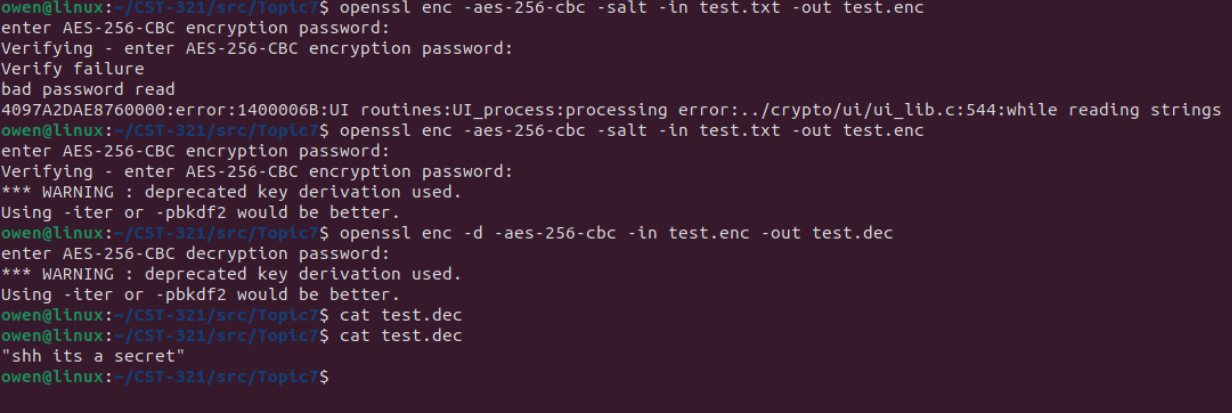 owen@linux:~/CST-321/src/Topic7$ openssl enc -aes-256-cbc -salt -in test.txt -out test.enc
enter AES-256-CBC encryption password:
Verifying - enter AES-256-CBC encryption password:
Verify failure
bad password read
4097A2DAE8760000:error:1400006B:UI routines:UI_process:processing error:../crypto/ui/ui_lib.c:544:while reading strings
owen@linux:~/CST-321/src/Topic7$ openssl enc -aes-256-cbc -salt -in test.txt -out test.enc
enter AES-256-CBC encryption password:
Verifying - enter AES-256-CBC encryption password:
*** WARNING : deprecated key derivation used.
Using -iter or -pbkdf2 would be better.
owen@linux:~/CST-321/src/Topic7$ openssl enc -d -aes-256-cbc -in test.enc -out test.dec
enter AES-256-CBC decryption password:
*** WARNING : deprecated key derivation used.
Using -iter or -pbkdf2 would be better.
owen@linux:~/CST-321/src/Topic7$ cat test.dec
owen@linux:~/CST-321/src/Topic7$ cat test.dec
"shh its a secret"
owen@linux:~/CST-321/src/Topic7$